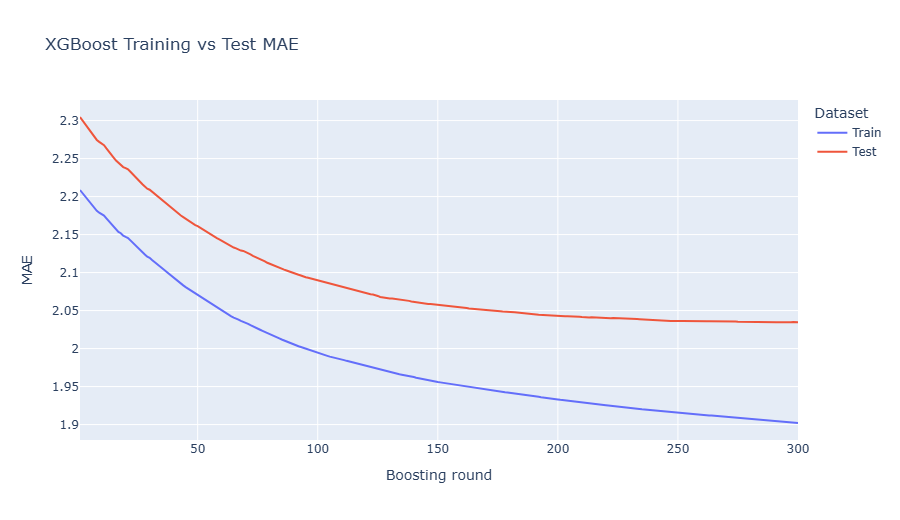 XGBoost Training vs Test MAE
Dataset
Train
Test
MAE
2.3
2.25
2.2
2.15
2.1
2.05
2
1.95
1.9
50
100
150
200
250
300
Boosting round